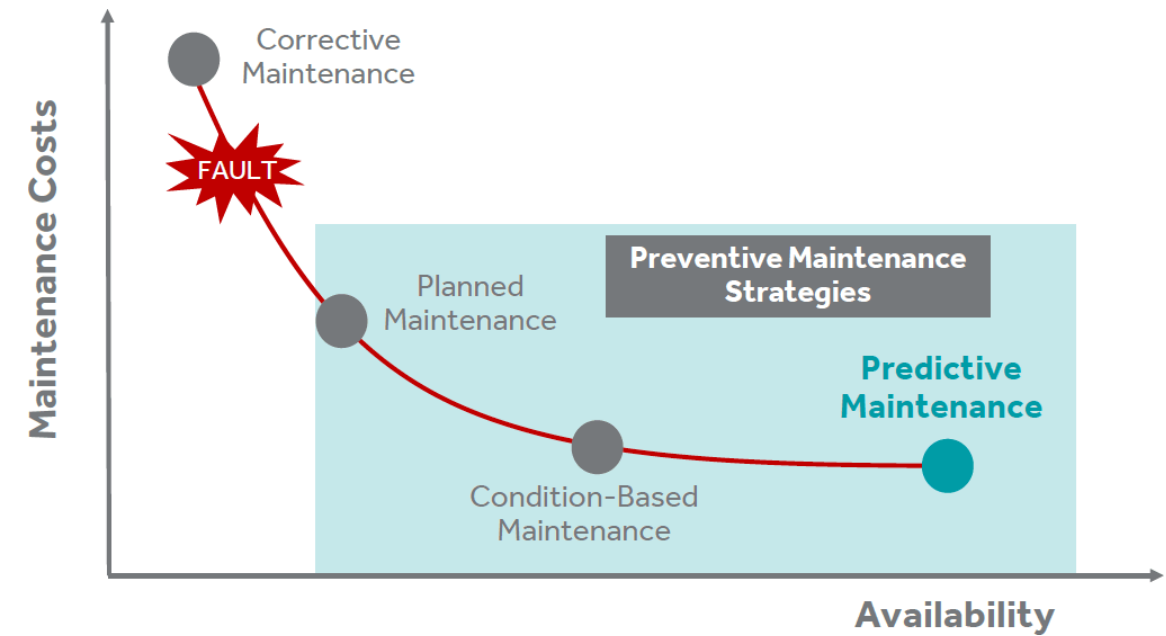 Corrective
Maintenance
FAULT
Maintenance Costs
Preventive Maintenance
Strategies
Planned
Maintenance
Predictive
Maintenance
Condition-Based
Maintenance
Availability